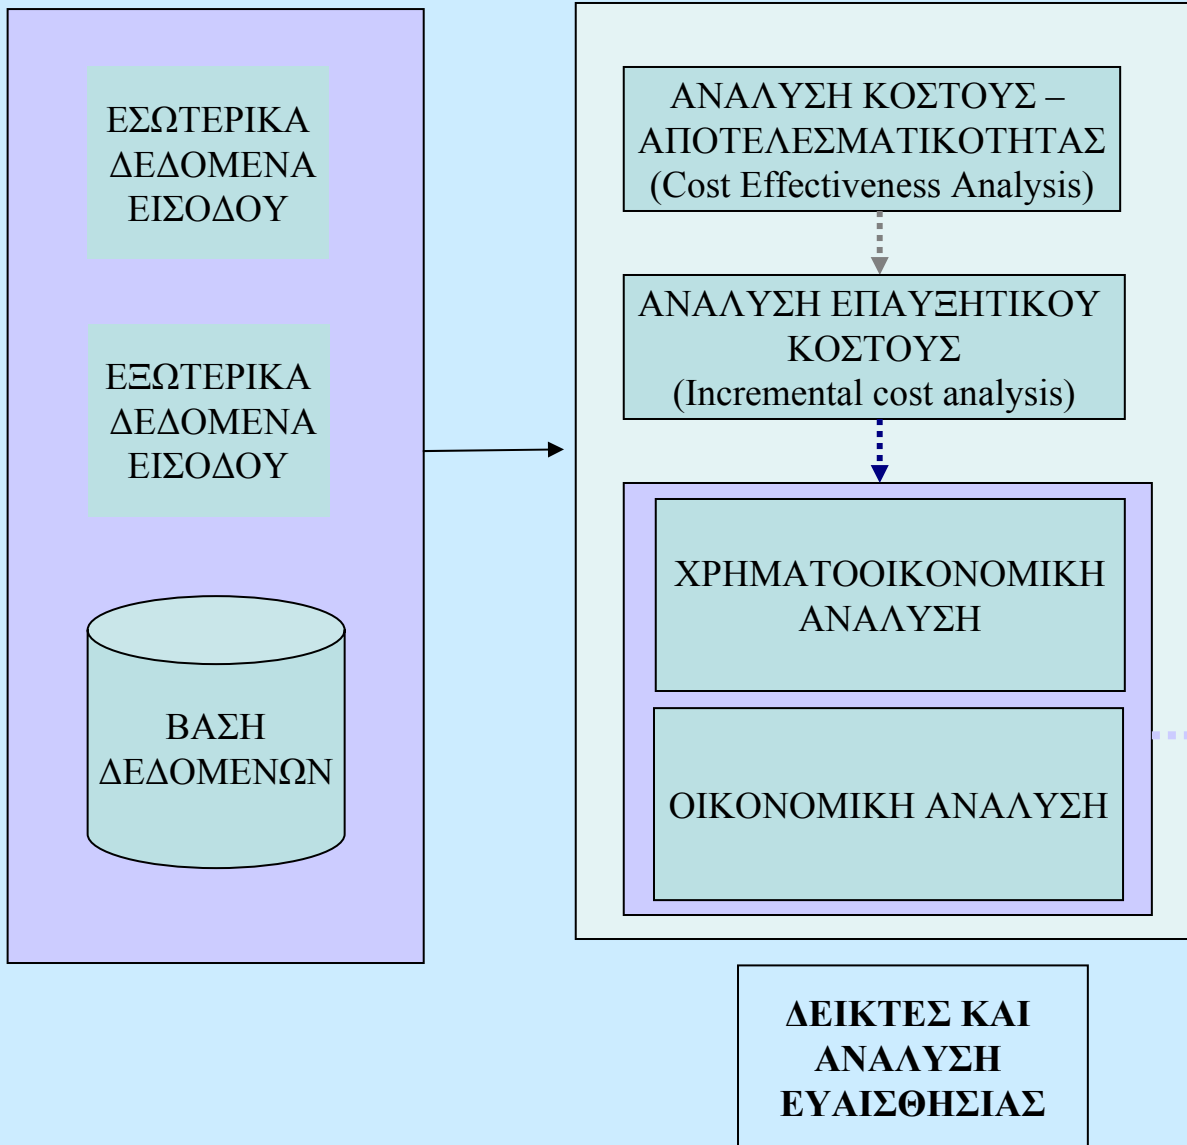 ΕΣΩΤΕΡΙΚΑ
ΔΕΔΟΜΕΝΑ
ΕΙΣΟΔΟΥ
ΕΞΩΤΕΡΙΚΑ
ΔΕΔΟΜΕΝΑ
ΕΙΣΟΔΟΥ
ΒΑΣΗ
ΔΕΔΟΜΕΝΩΝ
ΑΝΑΛΥΣΗ ΚΟΣΤΟΥΣ –
ΑΠΟΤΕΛΕΣΜΑΤΙΚΟΤΗΤΑΣ
(Cost Effectiveness Analysis)
ΑΝΑΛΥΣΗ ΕΠΑΥΞΗΤΙΚΟΥ
ΚΟΣΤΟΥΣ
(Incremental cost analysis)
ΧΡΗΜΑΤΟΟΙΚΟΝΟΜΙΚΗ
ΑΝΑΛΥΣΗ
ΟΙΚΟΝΟΜΙΚΗ ΑΝΑΛΥΣΗ
ΔΕΙΚΤΕΣ ΚΑΙ
ΑΝΑΛΥΣΗ
ΕΥΑΙΣΘΗΣΙΑΣ